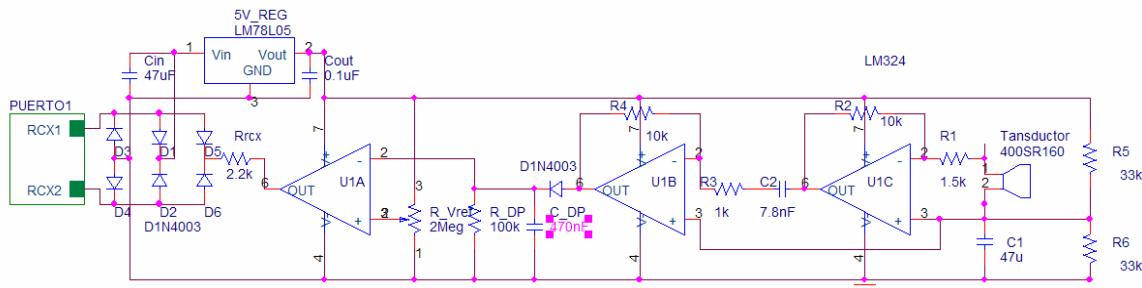 5V_REG
LM78L05
1
Vin
Vout
2
GND
3
Cin
47uF
Cout
0.1uF
LM324
PUERTO1
RCX1
RCX2
D3
D1
D5
D4
D2
D6
D1N4003
Rrcx
2.2k
6
OUT
U1A
7
4
2
3
3
R_Vref
2Meg
1
R_DP
100k
D1N4003
C_DP
470nF
R4
10k
6
OUT
U1B
7
4
2
3
R3
1k
C2
7.8nF
R2
10k
6
OUT
U1C
7
4
2
3
R1
1.5k
Tansductor
400SR160
1
2
C1
47u
R5
33k
R6
33k